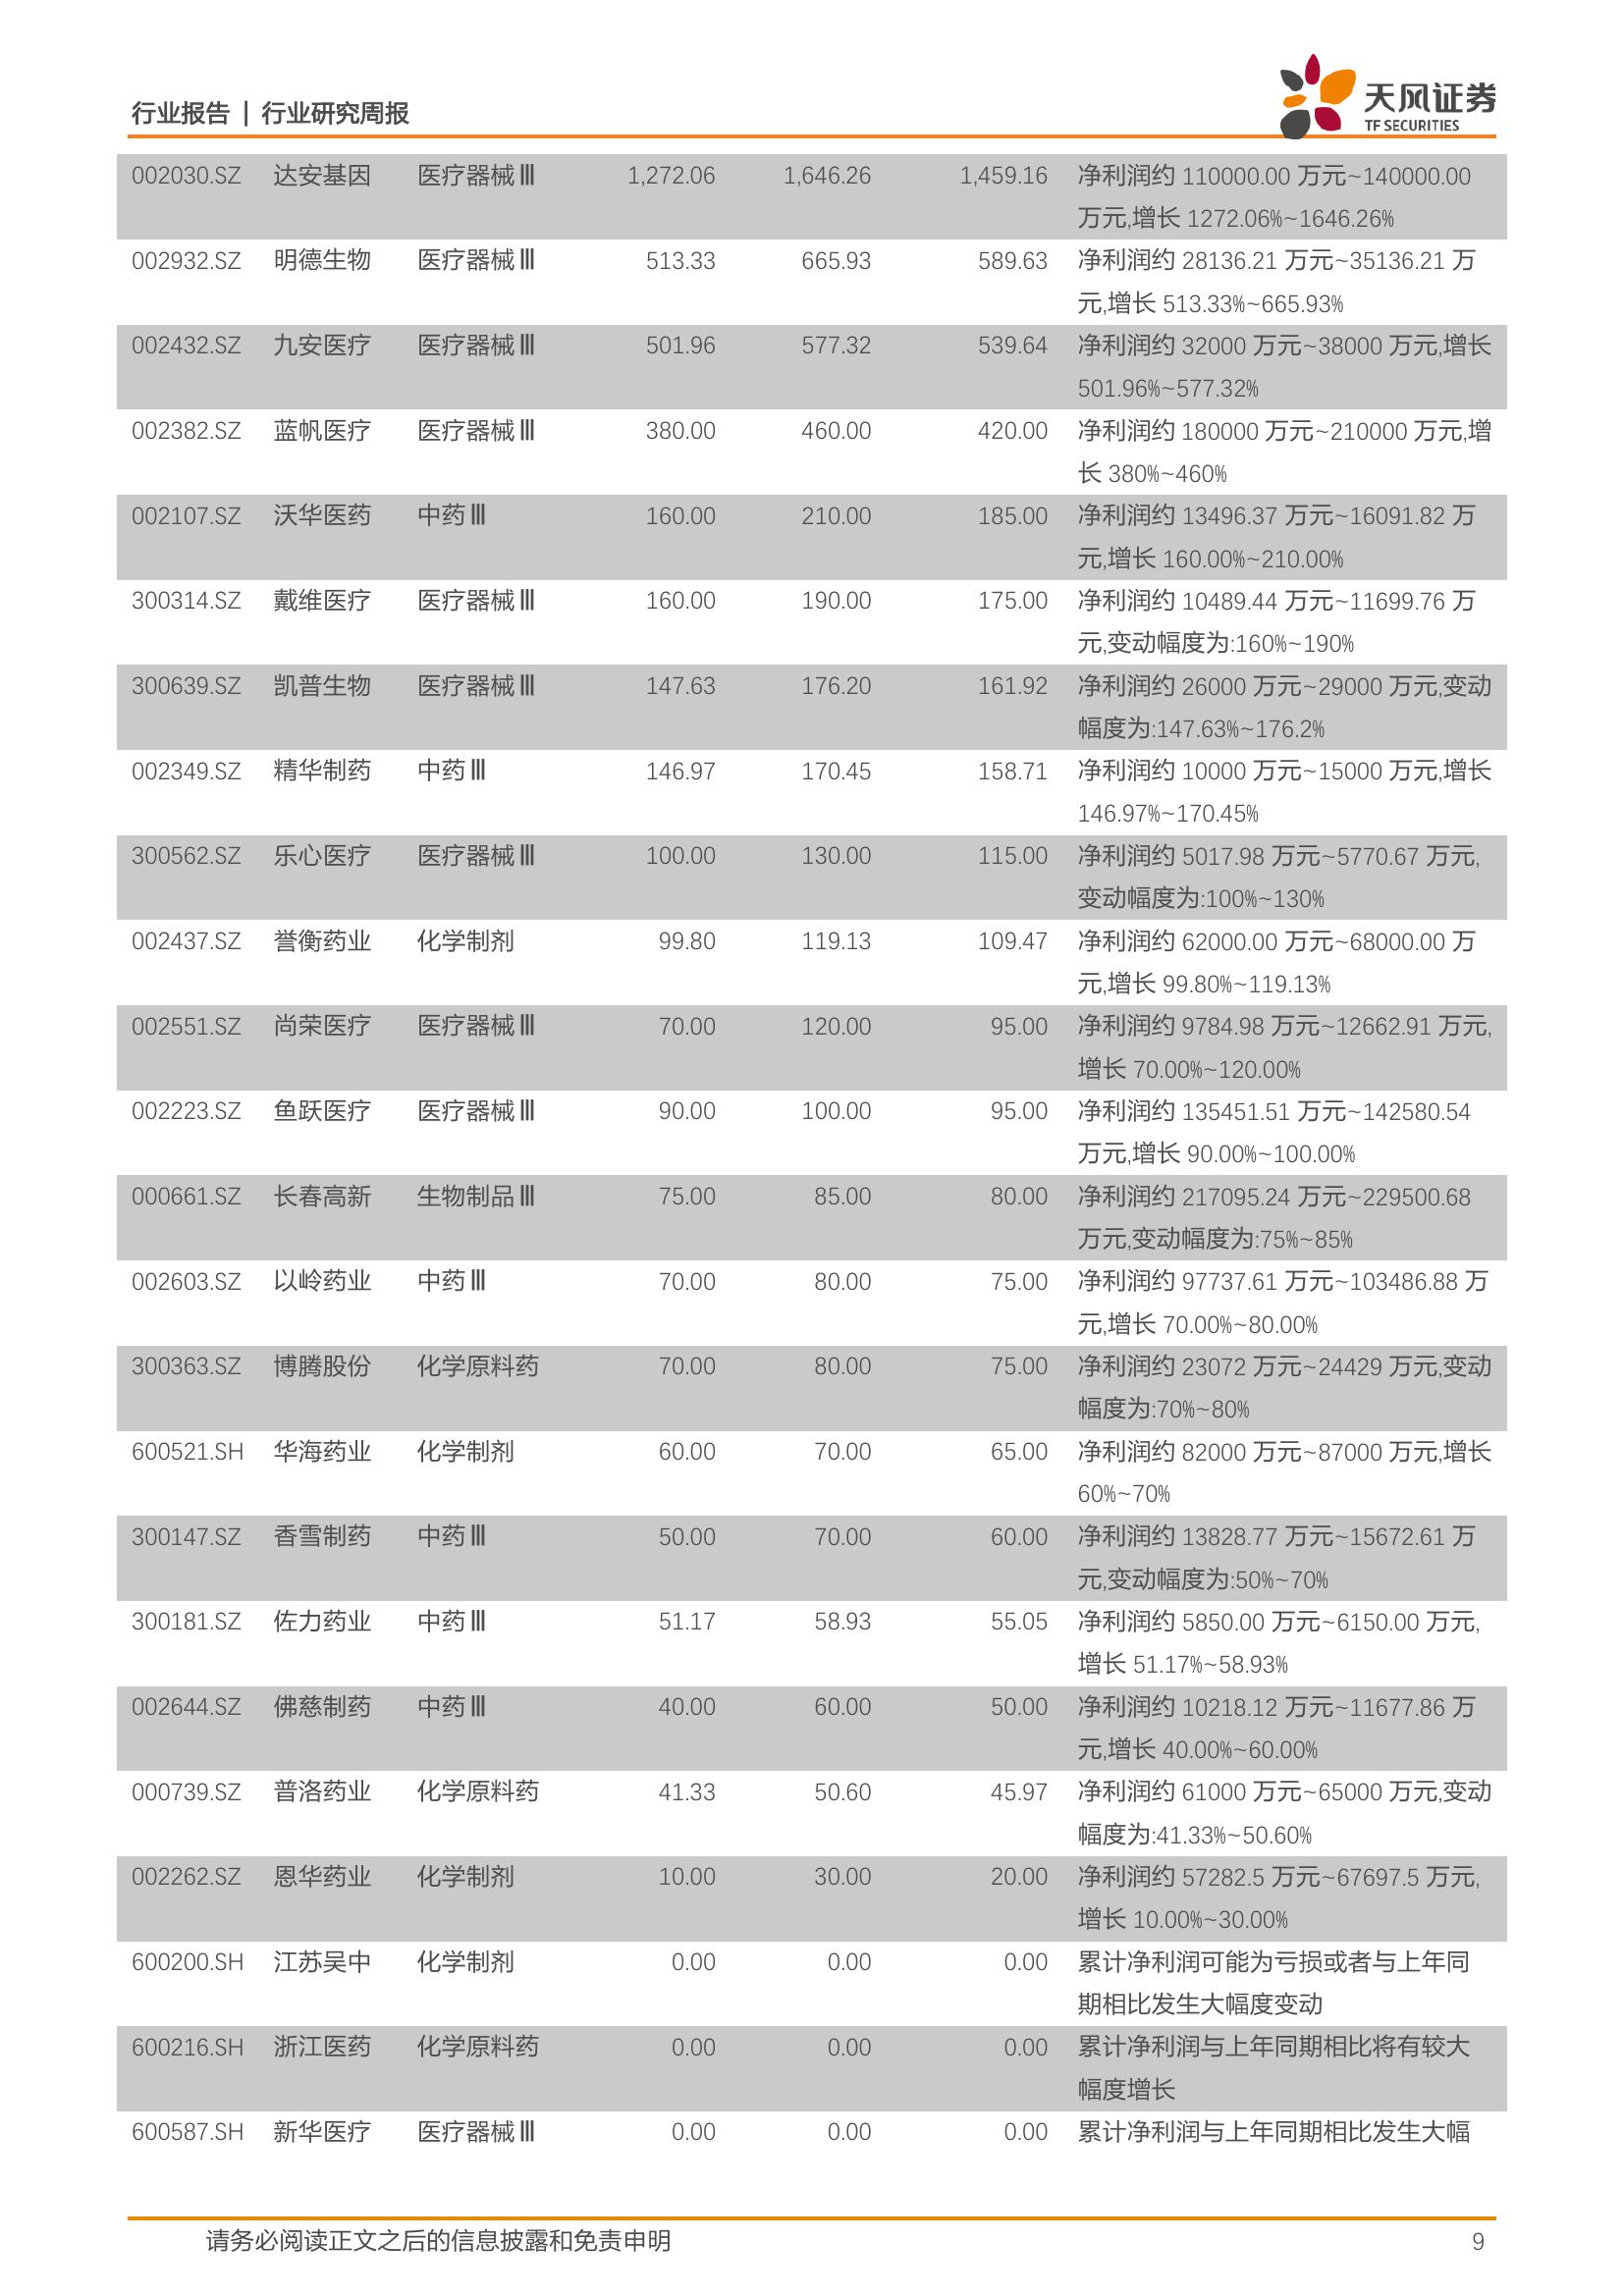 行业报告 | 行业研究周报
天风证券
TF SECURITIES
002030.SZ 达安基因 医疗器械Ⅲ 1,272.06 1,646.26 1,459.16 净利润约 110000.00 万元~140000.00
万元,增长 1272.06%~1646.26%
002932.SZ 明德生物 医疗器械Ⅲ 513.33 665.93 589.63 净利润约 28136.21 万元~35136.21 万
元,增长 513.33%~665.93%
002432.SZ 九安医疗 医疗器械Ⅲ 501.96 577.32 539.64 净利润约 32000 万元~38000 万元,增长
501.96%~577.32%
002382.SZ 蓝帆医疗 医疗器械Ⅲ 380.00 460.00 420.00 净利润约 180000 万元~210000 万元,增
长 380%~460%
002107.SZ 沃华医药 中药Ⅲ 160.00 210.00 185.00 净利润约 13496.37 万元~16091.82 万
元,增长 160.00%~210.00%
300314.SZ 戴维医疗 医疗器械Ⅲ 160.00 190.00 175.00 净利润约 10489.44 万元~11699.76 万
元,变动幅度为:160%~190%
300639.SZ 凯普生物 医疗器械Ⅲ 147.63 176.20 161.92 净利润约 26000 万元~29000 万元,变动
幅度为:147.63%~176.2%
002349.SZ 精华制药 中药Ⅲ 146.97 170.45 158.71 净利润约 10000 万元~15000 万元,增长
146.97%~170.45%
300562.SZ 乐心医疗 医疗器械Ⅲ 100.00 130.00 115.00 净利润约 5017.98 万元~5770.67 万元,
变动幅度为:100%~130%
002437.SZ 誉衡药业 化学制剂 99.80 119.13 109.47 净利润约 62000.00 万元~68000.00 万
元,增长 99.80%~119.13%
002551.SZ 尚荣医疗 医疗器械Ⅲ 70.00 120.00 95.00 净利润约 9784.98 万元~12662.91 万元,
增长 70.00%~120.00%
002223.SZ 鱼跃医疗 医疗器械Ⅲ 90.00 100.00 95.00 净利润约 135451.51 万元~142580.54
万元,增长 90.00%~100.00%
000661.SZ 长春高新 生物制品Ⅲ 75.00 85.00 80.00 净利润约 217095.24 万元~229500.68
万元,变动幅度为:75%~85%
002603.SZ 以岭药业 中药Ⅲ 70.00 80.00 75.00 净利润约 97737.61 万元~103486.88 万
元,增长 70.00%~80.00%
300363.SZ 博腾股份 化学原料药 70.00 80.00 75.00 净利润约 23072 万元~24429 万元,变动
幅度为:70%~80%
600521.SH 华海药业 化学制剂 60.00 70.00 65.00 净利润约 82000 万元~87000 万元,增长
60%~70%
300147.SZ 香雪制药 中药Ⅲ 50.00 70.00 60.00 净利润约 13828.77 万元~15672.61 万
元,变动幅度为:50%~70%
300181.SZ 佐力药业 中药Ⅲ 51.17 58.93 55.05 净利润约 5850.00 万元~6150.00 万元,
增长 51.17%~58.93%
002644.SZ 佛慈制药 中药Ⅲ 40.00 60.00 50.00 净利润约 10218.12 万元~11677.86 万
元,增长 40.00%~60.00%
000739.SZ 普洛药业 化学原料药 41.33 50.60 45.97 净利润约 61000 万元~65000 万元,变动
幅度为:41.33%~50.60%
002262.SZ 恩华药业 化学制剂 10.00 30.00 20.00 净利润约 57282.5 万元~67697.5 万元,
增长 10.00%~30.00%
600200.SH 江苏吴中 化学制剂 0.00 0.00 0.00 累计净利润可能为亏损或者与上年同
期相比发生大幅度变动
600216.SH 浙江医药 化学原料药 0.00 0.00 0.00 累计净利润与上年同期相比将有较大
幅度增长
600587.SH 新华医疗 医疗器械Ⅲ 0.00 0.00 0.00 累计净利润与上年同期相比发生大幅
请务必阅读正文之后的信息披露和免责申明 9